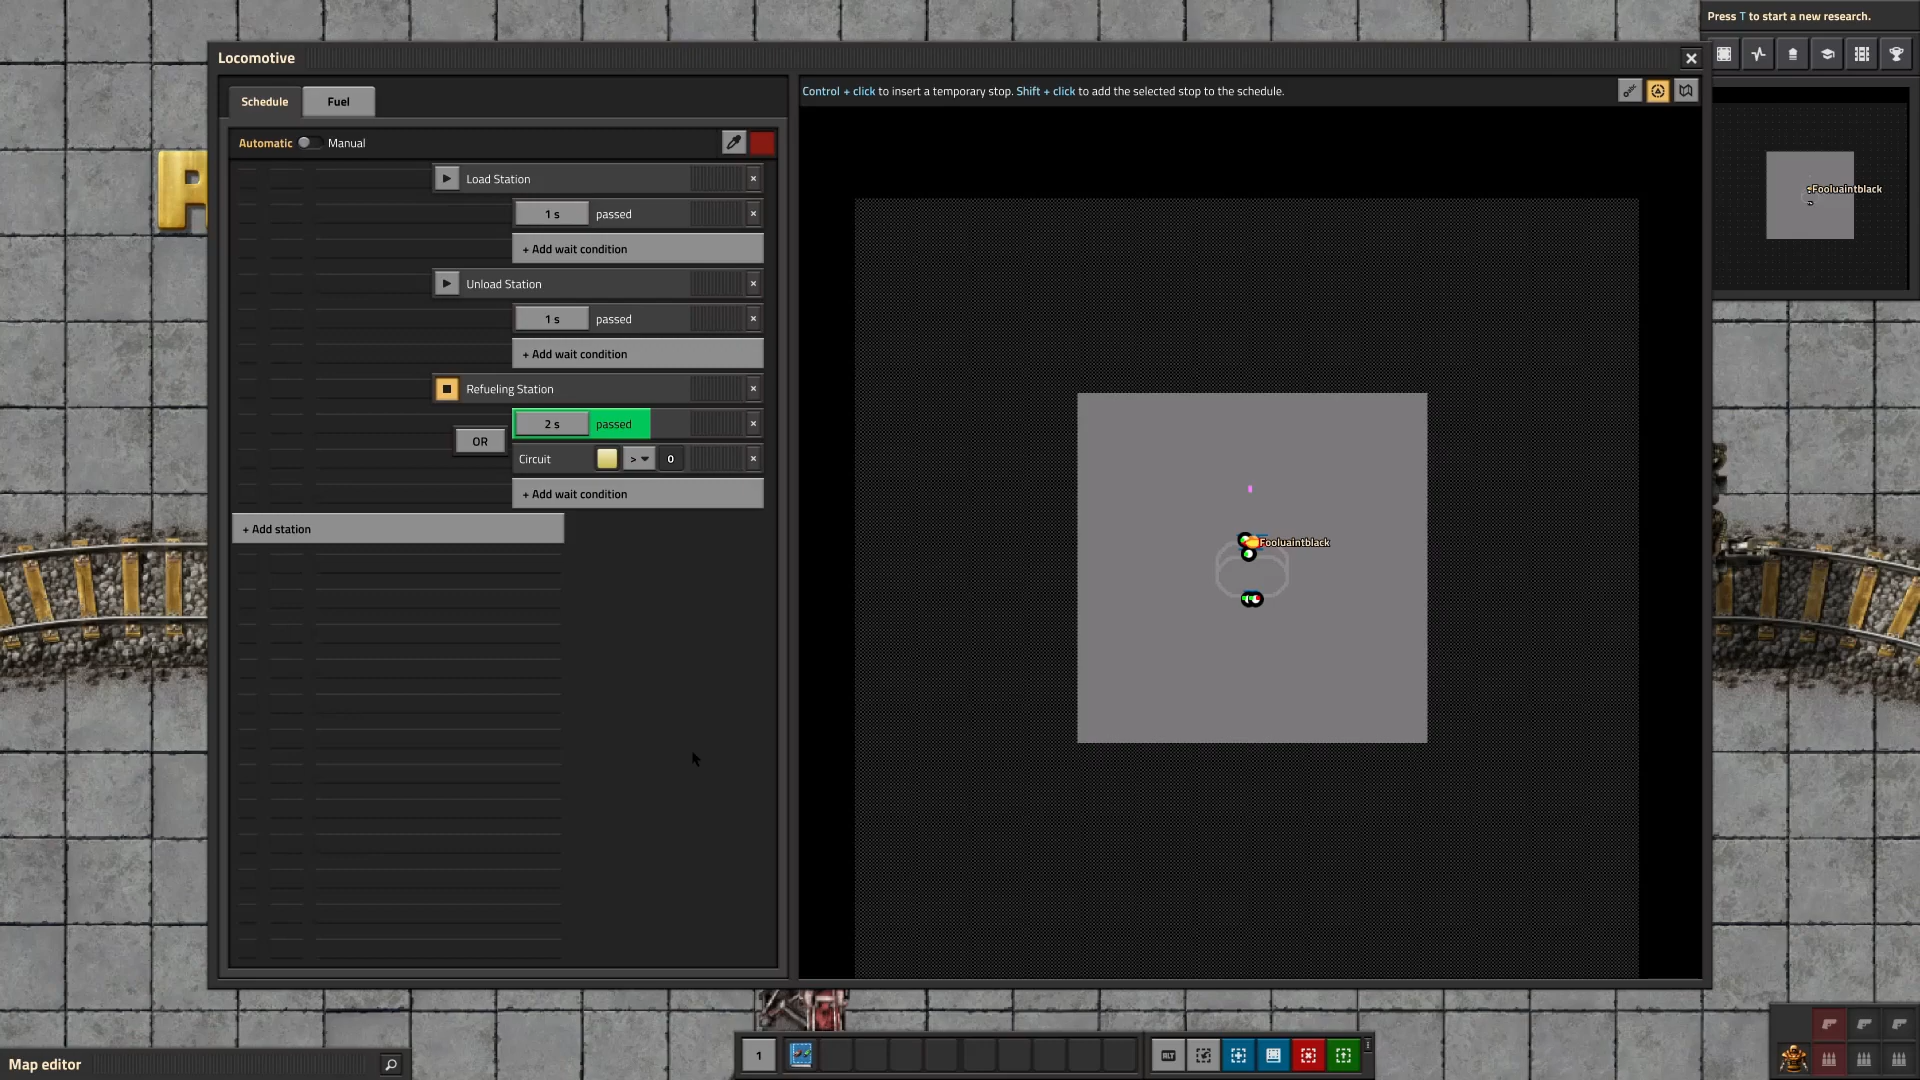 Press T to start a new research.
Locomotive
Schedule
Fuel
Control + click to insert a temporary stop. Shift + click to add the selected stop to the schedule.
Automatic
Manual
Load Station
1 s
passed
+ Add wait condition
Unload Station
1 s
passed
+ Add wait condition
Refueling Station
2 s
passed
OR
Circuit
>
0
+ Add wait condition
+ Add station
Fooluaintblack
Fooluaintblack
R
Map editor
1
ALT